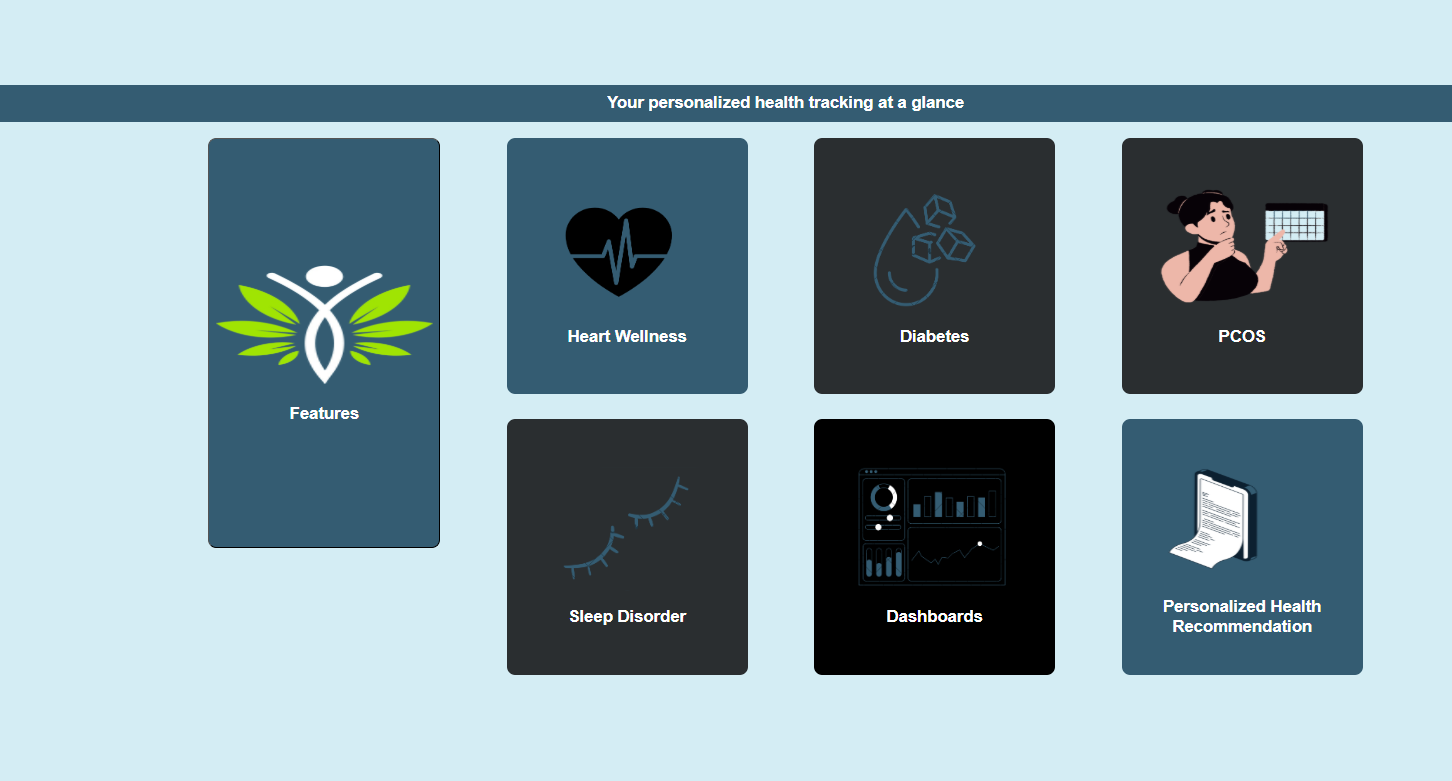 Your personalized health tracking at a glance
Features
Heart Wellness
Diabetes
PCOS
Sleep Disorder
Dashboards
Personalized Health
Recommendation